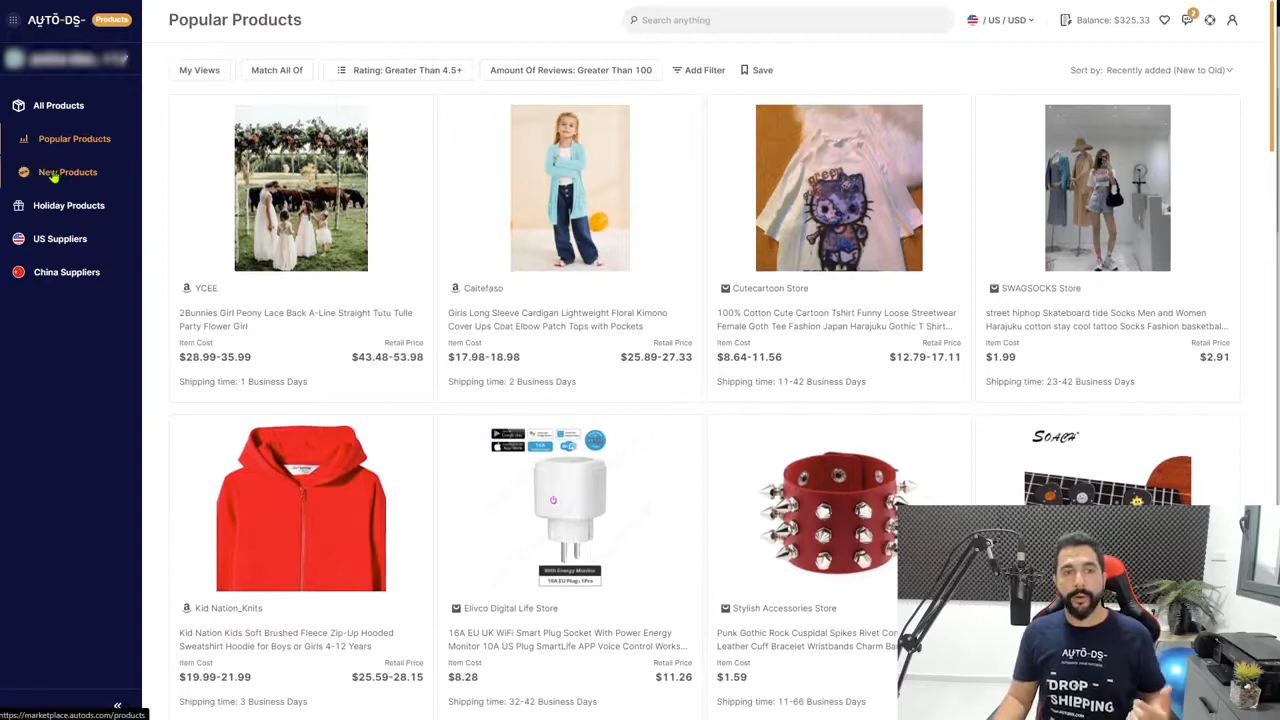 AUTO-DS- Products
Popular Products
Search anything
/ US / USD
Balance: $325.33
2
My Views
Match All Of
Rating: Greater Than 4.5+
Amount Of Reviews: Greater Than 100
Add Filter
Save
Sort by: Recently added (New to Old)
All Products
Popular Products
New Products
Holiday Products
US Suppliers
China Suppliers
YCEE
2Bunnies Girl Peony Lace Back A-Line Straight Tutu Tulle
Party Flower Girl
Item Cost Retail Price
$28.99-35.99 $43.48-53.98
Shipping time: 1 Business Days
Caitefaso
Girls Long Sleeve Cardigan Lightweight Floral Kimono
Cover Ups Coat Elbow Patch Tops with Pockets
Item Cost Retail Price
$17.98-18.98 $25.89-27.33
Shipping time: 2 Business Days
Cutecartoon Store
100% Cotton Cute Cartoon Tshirt Funny Loose Streetwear
Female Goth Tee Fashion Japan Harajuku Gothic T Shirt...
Item Cost Retail Price
$8.64-11.56 $12.79-17.11
Shipping time: 11-42 Business Days
SWAGSOCKS Store
street hiphop Skateboard tide Socks Men and Women
Harajuku cotton stay cool tattoo Socks Fashion basketbal...
Item Cost Retail Price
$1.99 $2.91
Shipping time: 23-42 Business Days
Kid Nation_Knits
Kid Nation Kids Soft Brushed Fleece Zip-Up Hooded
Sweatshirt Hoodie for Boys or Girls 4-12 Years
Item Cost Retail Price
$19.99-21.99 $25.59-28.15
Shipping time: 3 Business Days
With Energy Monitor
16A EU Plug: 1Pcs
Elivco Digital Life Store
16A EU UK WiFi Smart Plug Socket With Power Energy
Monitor 10A US Plug SmartLife APP Voice Control Works...
Item Cost Retail Price
$8.28 $11.26
Shipping time: 32-42 Business Days
Stylish Accessories Store
Punk Gothic Rock Cuspidal Spikes Rivet Con
Leather Cuff Bracelet Wristbands Charm Ba
Item Cost
$1.59
Shipping time: 11-66 Business Days
SOACH
AUTO-DS-
DROP
SHIPPING
https://marketplace.autods.com/products